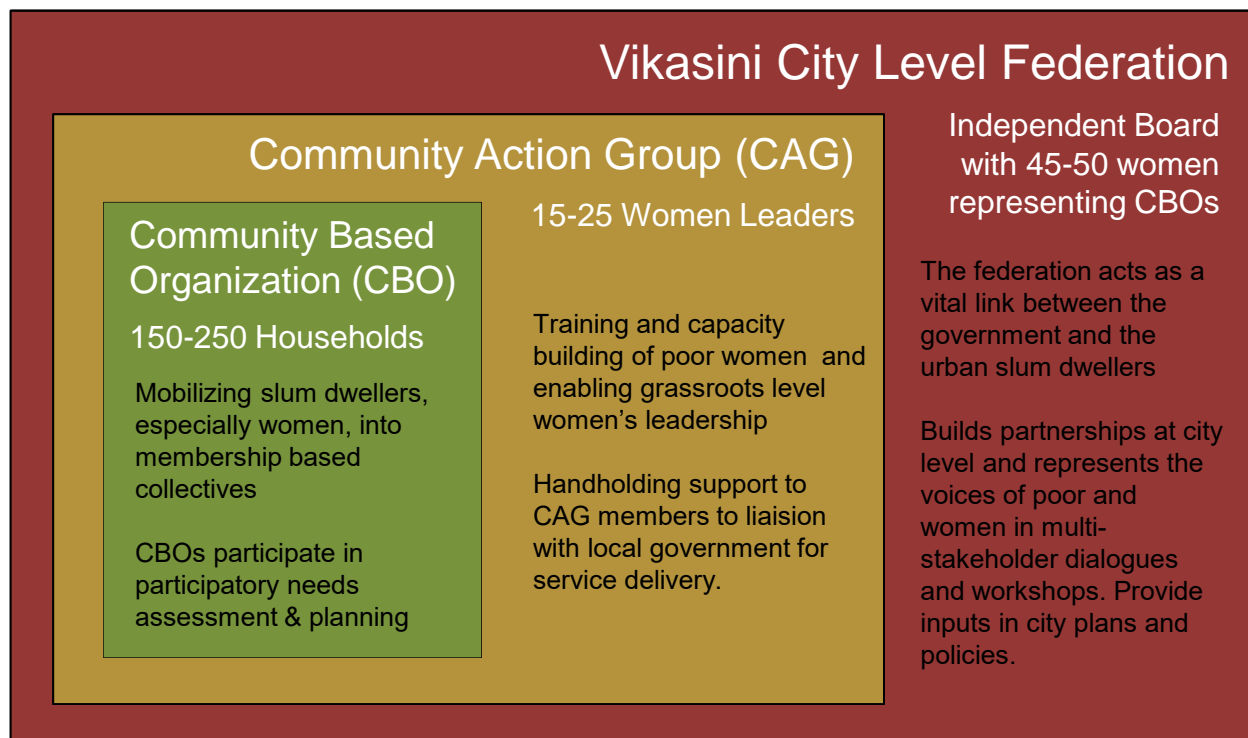 Vikasini City Level Federation
Community Action Group (CAG)
Community Based
Organization (CBO)
150-250 Households
Mobilizing slum dwellers,
especially women, into
membership based
collectives
CBOs participate in
participatory needs
assessment & planning
15-25 Women Leaders
Training and capacity
building of poor women and
enabling grassroots level
women's leadership
Handholding support to
CAG members to liaision
with local government for
service delivery.
Independent Board
with 45-50 women
representing CBOs
The federation acts as a
vital link between the
government and the
urban slum dwellers
Builds partnerships at city
level and represents the
voices of poor and
women in multi-
stakeholder dialogues
and workshops. Provide
inputs in city plans and
policies.